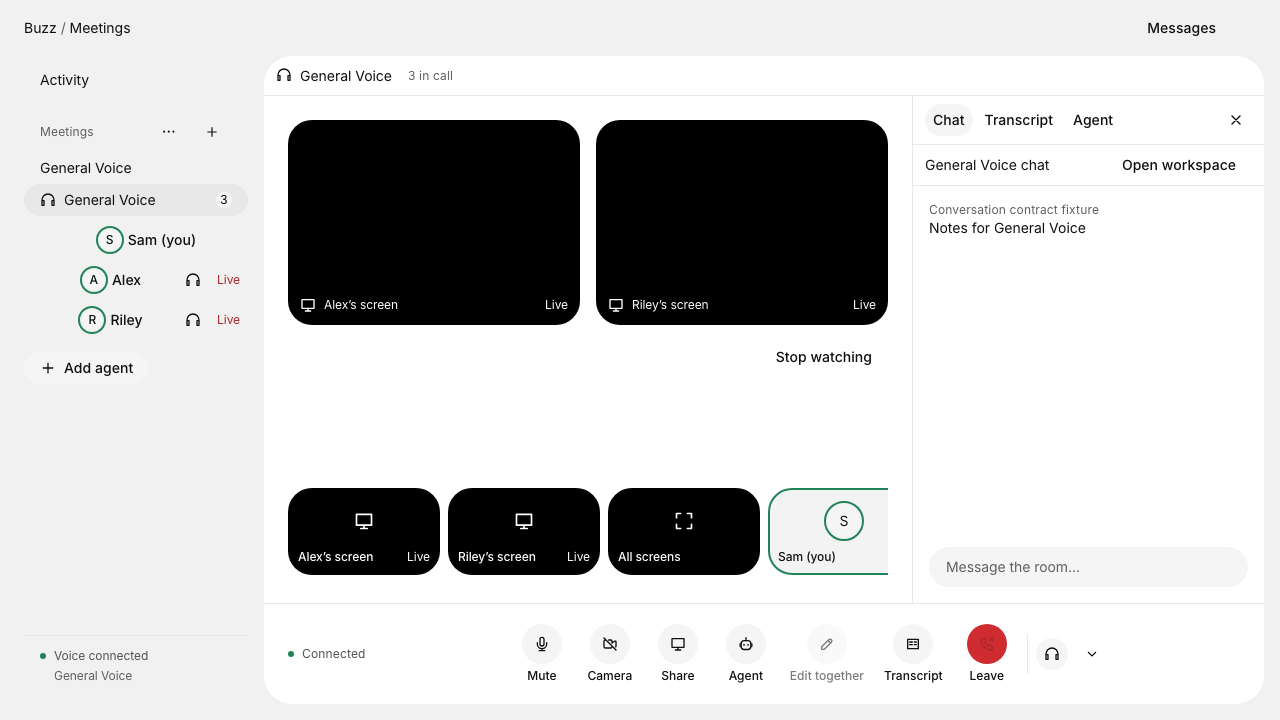 Buzz / Meetings
Messages
Activity
Meetings
General Voice
General Voice
3
S
Sam (you)
A
Alex
Live
R
Riley
Live
Add agent
Voice connected
General Voice
General Voice
3 in call
Alex’s screen
Live
Riley’s screen
Live
Stop watching
Alex’s screen
Live
Riley’s screen
Live
All screens
S
Sam (you)
Chat
Transcript
Agent
General Voice chat
Open workspace
Conversation contract fixture
Notes for General Voice
Message the room...
Connected
Mute
Camera
Share
Agent
Edit together
Transcript
Leave